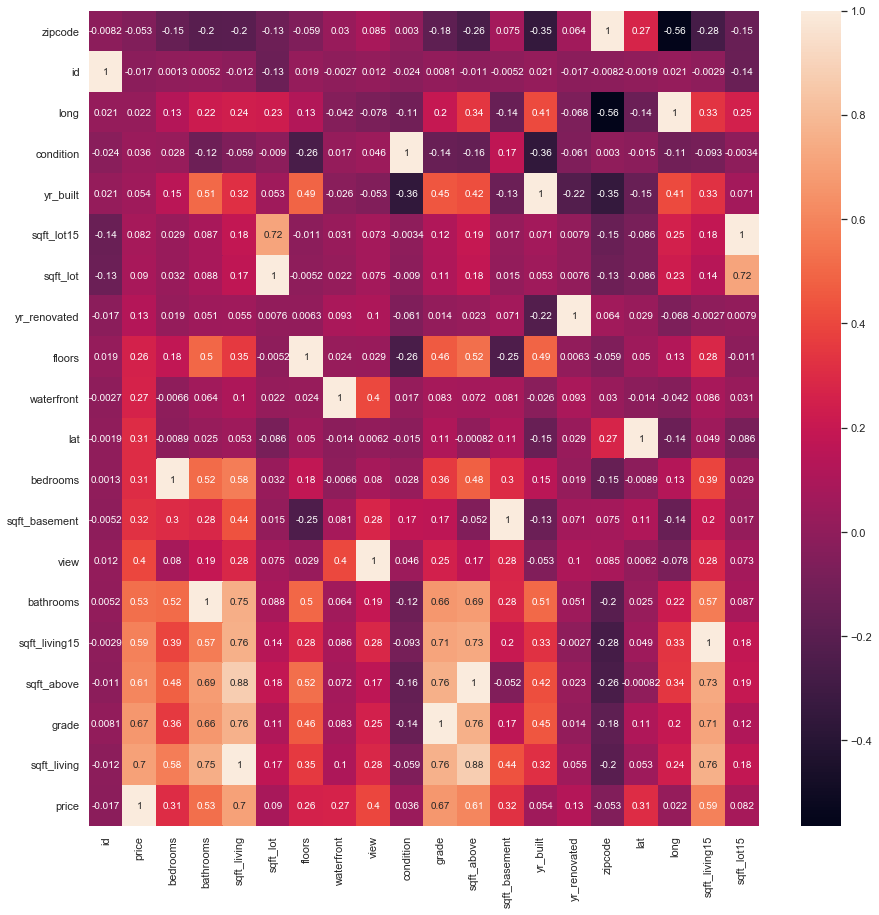 zipcode -0.0082 -0.053 -0.15 -0.2 -0.2 -0.13 -0.059 0.03 0.085 0.003 -0.18 -0.26 0.075 -0.35 0.064 1 0.27 -0.56 -0.28 -0.15
id 1 -0.017 0.0013 0.0052 -0.012 -0.13 0.019 -0.0027 0.012 -0.024 0.0081 -0.011 -0.0052 0.021 -0.017 -0.0082 -0.0019 0.021 -0.0029 -0.14
long 0.021 0.022 0.13 0.22 0.24 0.23 0.13 -0.042 -0.078 -0.11 0.2 0.34 -0.14 0.41 -0.068 -0.56 -0.14 1 0.33 0.25
condition -0.024 0.036 0.028 -0.12 -0.059 -0.009 -0.26 0.017 0.046 1 -0.14 -0.16 0.17 -0.36 -0.061 0.003 -0.015 -0.11 -0.093 -0.0034
yr_built 0.021 0.054 0.15 0.51 0.32 0.053 0.49 -0.026 -0.053 -0.36 0.45 0.42 -0.13 1 -0.22 -0.35 -0.15 0.41 0.33 0.071
sqft_lot15 -0.14 0.082 0.029 0.087 0.18 0.72 -0.011 0.031 0.073 -0.0034 0.12 0.19 0.017 0.071 0.0079 -0.15 -0.086 0.25 0.18 1
sqft_lot -0.13 0.09 0.032 0.088 0.17 1 -0.0052 0.022 0.075 -0.009 0.11 0.18 0.015 0.053 0.0076 -0.13 -0.086 0.23 0.14 0.72
yr_renovated -0.017 0.13 0.019 0.051 0.055 0.0076 0.0063 0.093 0.1 -0.061 0.014 0.023 0.071 -0.22 1 0.064 0.029 -0.068 -0.0027 0.0079
floors 0.019 0.26 0.18 0.5 0.35 -0.0052 1 0.024 0.029 -0.26 0.46 0.52 -0.25 0.49 0.0063 -0.059 0.05 0.13 0.28 -0.011
waterfront -0.0027 0.27 -0.0066 0.064 0.1 0.022 0.024 1 0.4 0.017 0.083 0.072 0.081 -0.026 0.093 0.03 -0.014 -0.042 0.086 0.031
lat -0.0019 0.31 -0.0089 0.025 0.053 -0.086 0.05 -0.014 0.0062 -0.015 0.11 -0.00082 0.11 -0.15 0.029 0.27 1 -0.14 0.049 -0.086
bedrooms 0.0013 0.31 1 0.52 0.58 0.032 0.18 -0.0066 0.08 0.028 0.36 0.48 0.3 0.15 0.019 -0.15 -0.0089 0.13 0.39 0.029
sqft_basement -0.0052 0.32 0.3 0.28 0.44 0.015 -0.25 0.081 0.28 0.17 0.17 -0.052 1 -0.13 0.071 0.075 0.11 -0.14 0.2 0.017
view 0.012 0.4 0.08 0.19 0.28 0.075 0.029 0.4 1 0.046 0.25 0.17 0.28 -0.053 0.1 0.085 0.0062 -0.078 0.28 0.073
bathrooms 0.0052 0.53 0.52 1 0.75 0.088 0.5 0.064 0.19 -0.12 0.66 0.69 0.28 0.51 0.051 -0.2 0.025 0.22 0.57 0.087
sqft_living15 -0.0029 0.59 0.39 0.57 0.76 0.14 0.28 0.086 0.28 -0.093 0.71 0.73 0.2 0.33 -0.0027 -0.28 0.049 0.33 1 0.18
sqft_above -0.011 0.61 0.48 0.69 0.88 0.18 0.52 0.072 0.17 -0.16 0.76 1 -0.052 0.42 0.023 -0.26 -0.00082 0.34 0.73 0.19
grade 0.0081 0.67 0.36 0.66 0.76 0.11 0.46 0.083 0.25 -0.14 1 0.76 0.17 0.45 0.014 -0.18 0.11 0.2 0.71 0.12
sqft_living -0.012 0.7 0.58 0.75 1 0.17 0.35 0.1 0.28 -0.059 0.76 0.88 0.44 0.32 0.055 -0.2 0.053 0.24 0.76 0.18
price -0.017 1 0.31 0.53 0.7 0.09 0.26 0.27 0.4 0.036 0.67 0.61 0.32 0.054 0.13 -0.053 0.31 0.022 0.59 0.082
id price bedrooms bathrooms sqft_living sqft_lot floors waterfront view condition grade sqft_above sqft_basement yr_built yr_renovated zipcode lat long sqft_living15 sqft_lot15
1.0
0.8
0.6
0.4
0.2
0.0
−0.2
−0.4